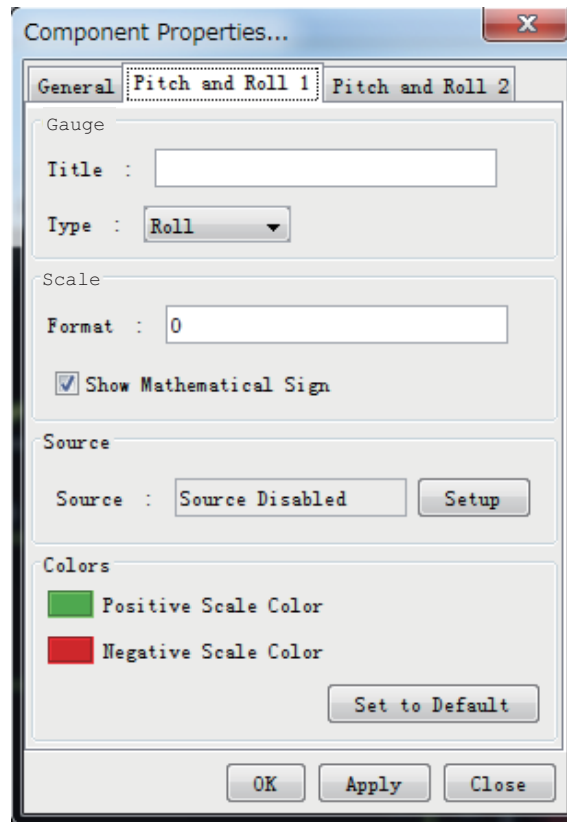 Component Properties...
General Pitch and Roll 1 Pitch and Roll 2
Gauge
Title :
Type : Roll
Scale
Format : 0
Show Mathematical Sign
Source
Source : Source Disabled Setup
Colors
Positive Scale Color
Negative Scale Color
Set to Default
OK Apply Close